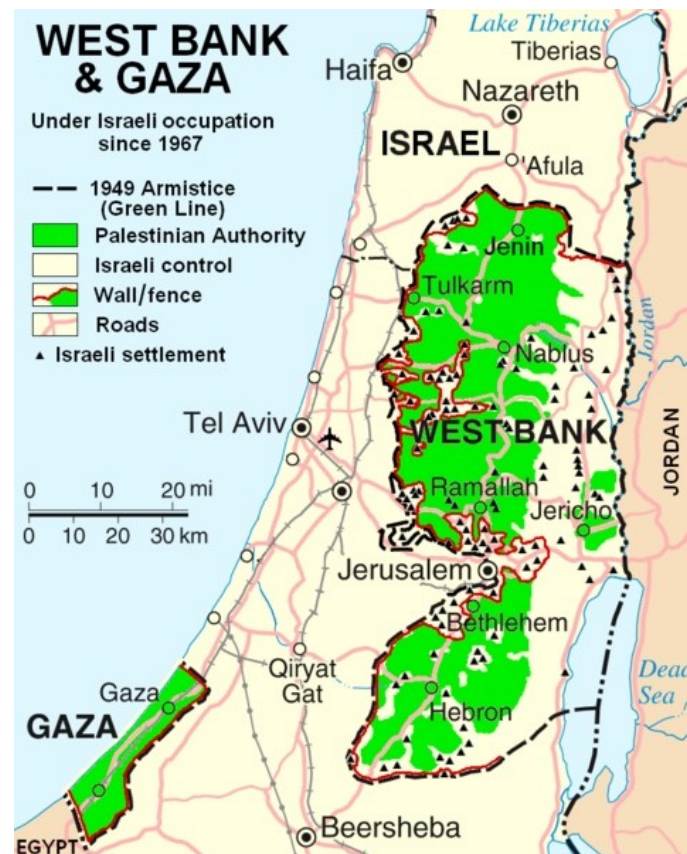 WEST BANK
& GAZA
Under Israeli occupation
since 1967
1949 Armistice
(Green Line)
Palestinian Authority
Israeli control
Wall/fence
Roads
Israeli settlement
Lake Tiberias
Tiberias
Haifa
Nazareth
ISRAEL
'Afula
Jenin
Tulkarm
Nablus
Jordan
Tel Aviv
WEST BANK
JORDAN
0 10 20 mi
0 10 20 30 km
Ramallah
Jericho
Jerusalem
Bethlehem
Qiryat
Gat
Dead
Sea
Gaza
GAZA
Hebron
Beersheba
EGYPT